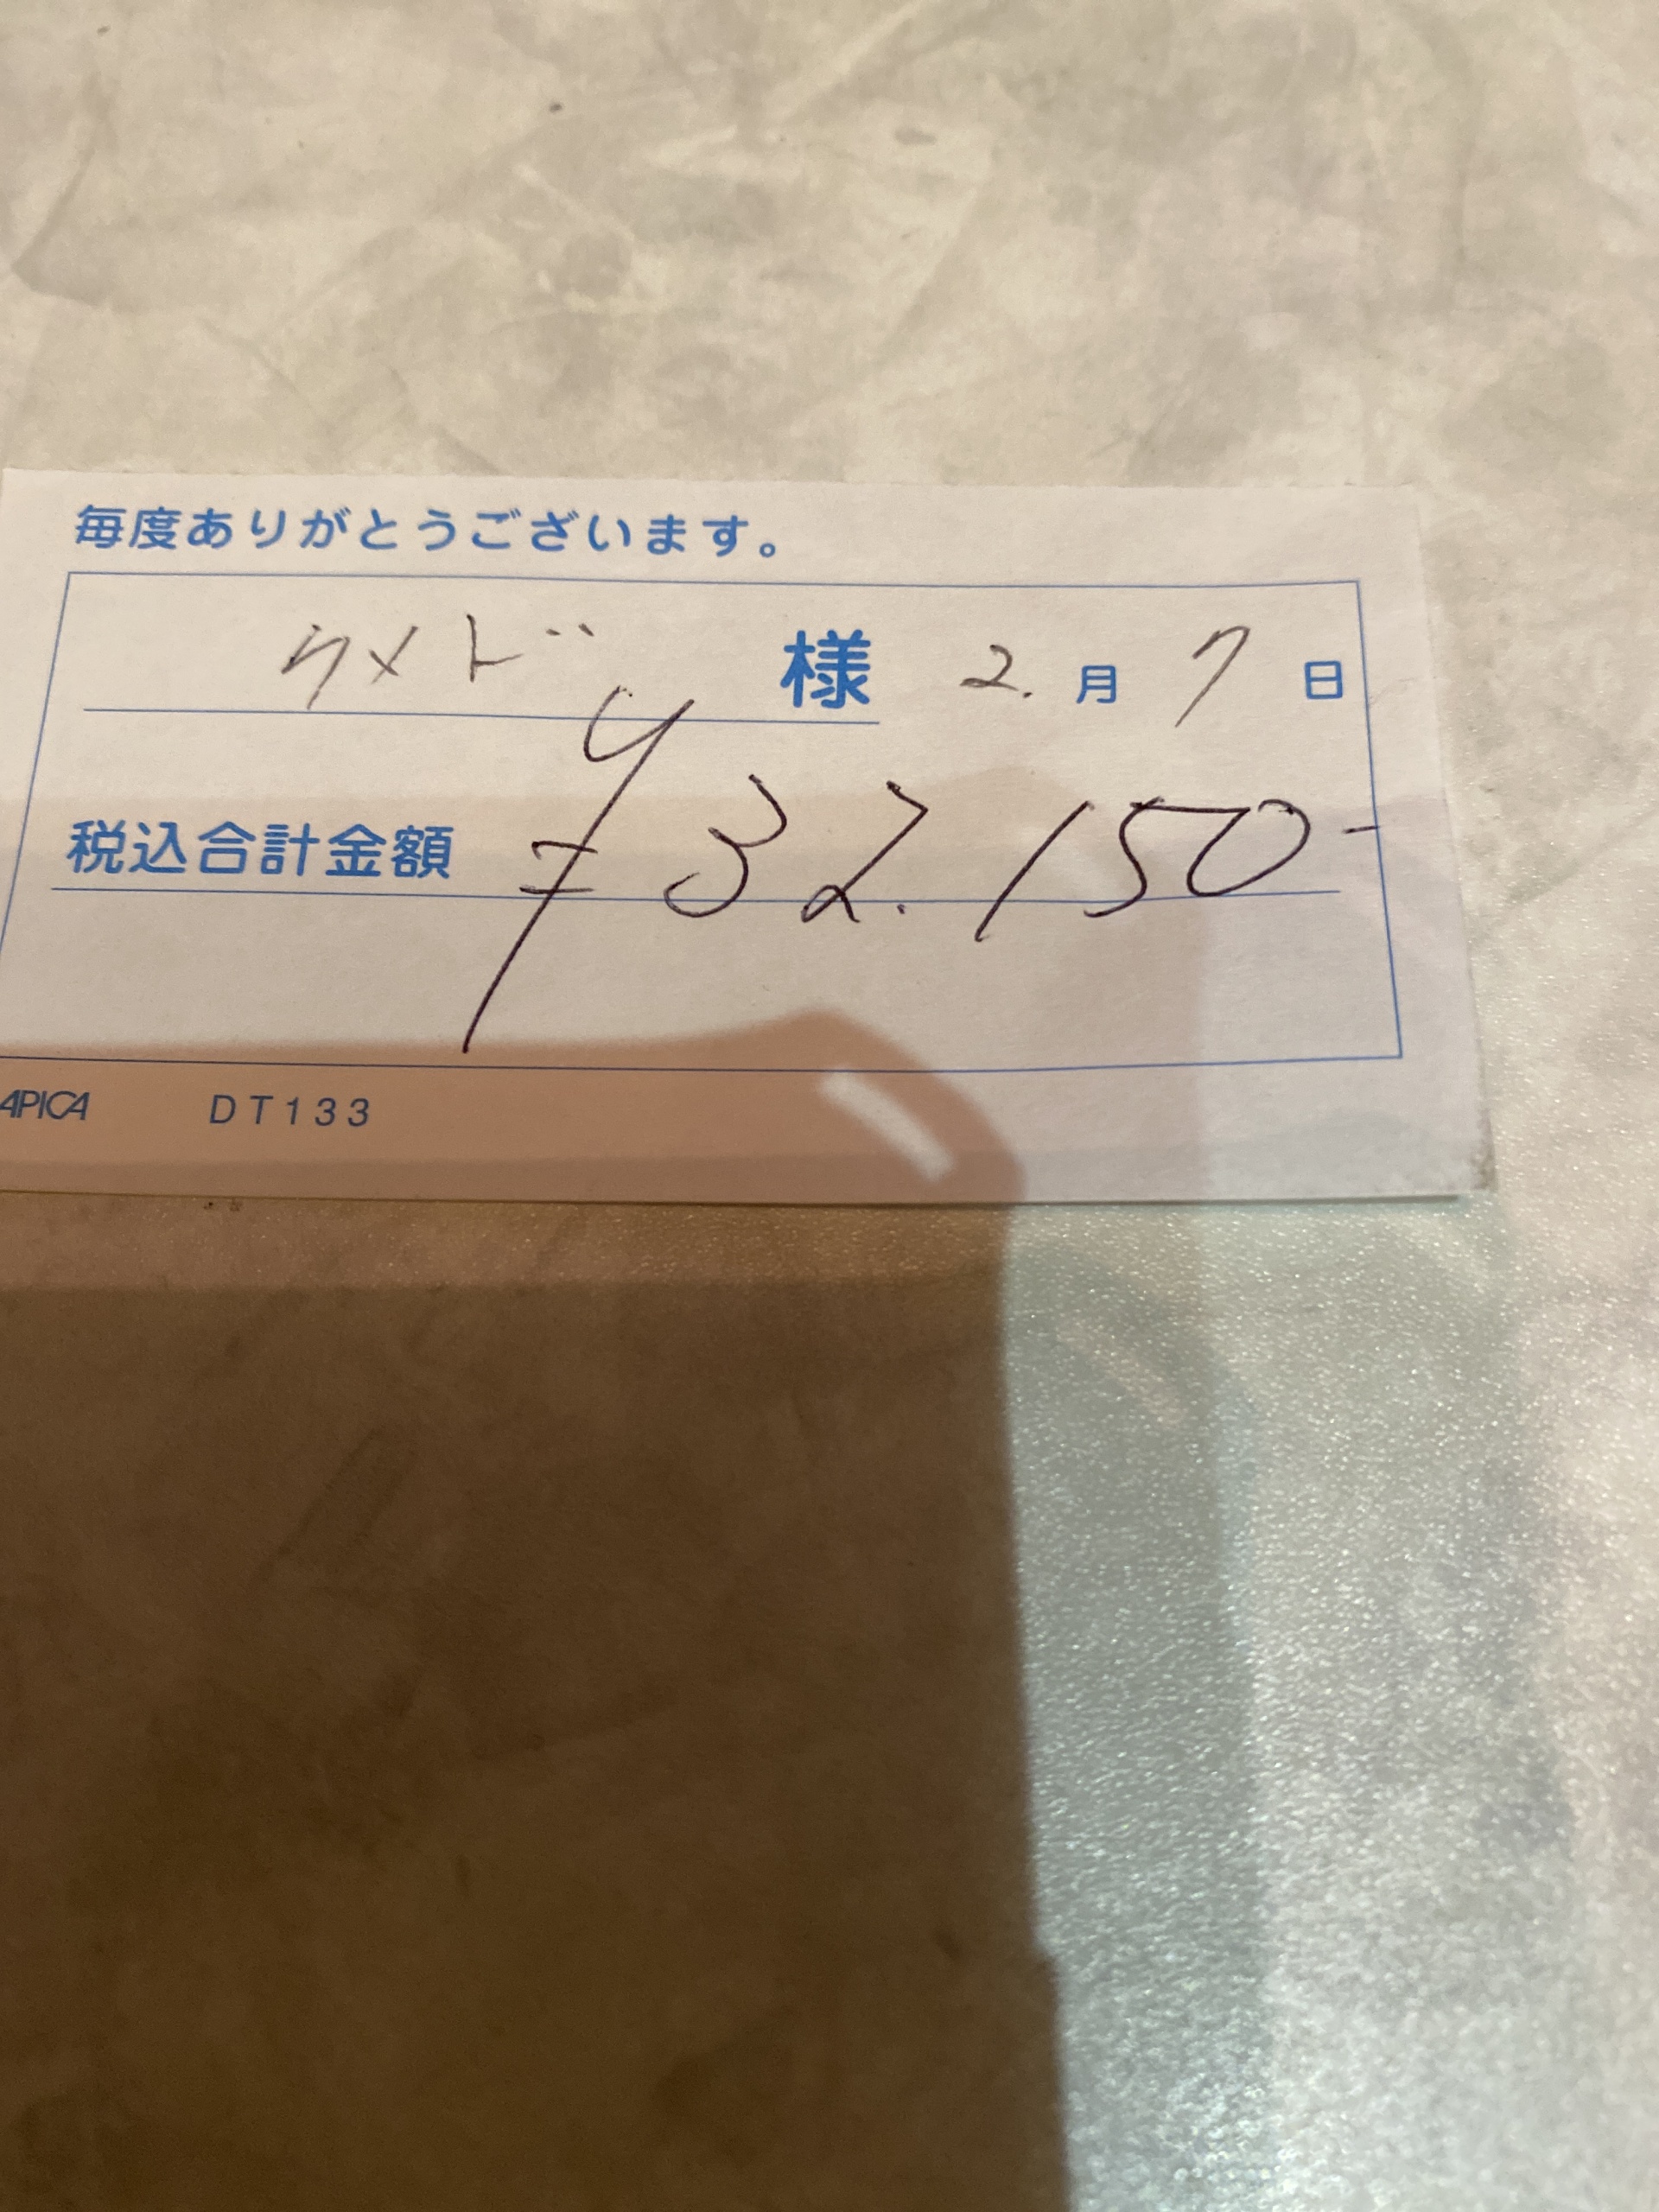 毎度ありがとうございます。
ウメド 様 2.月7日
税込合計金額 ¥32.150-
APICA DT133